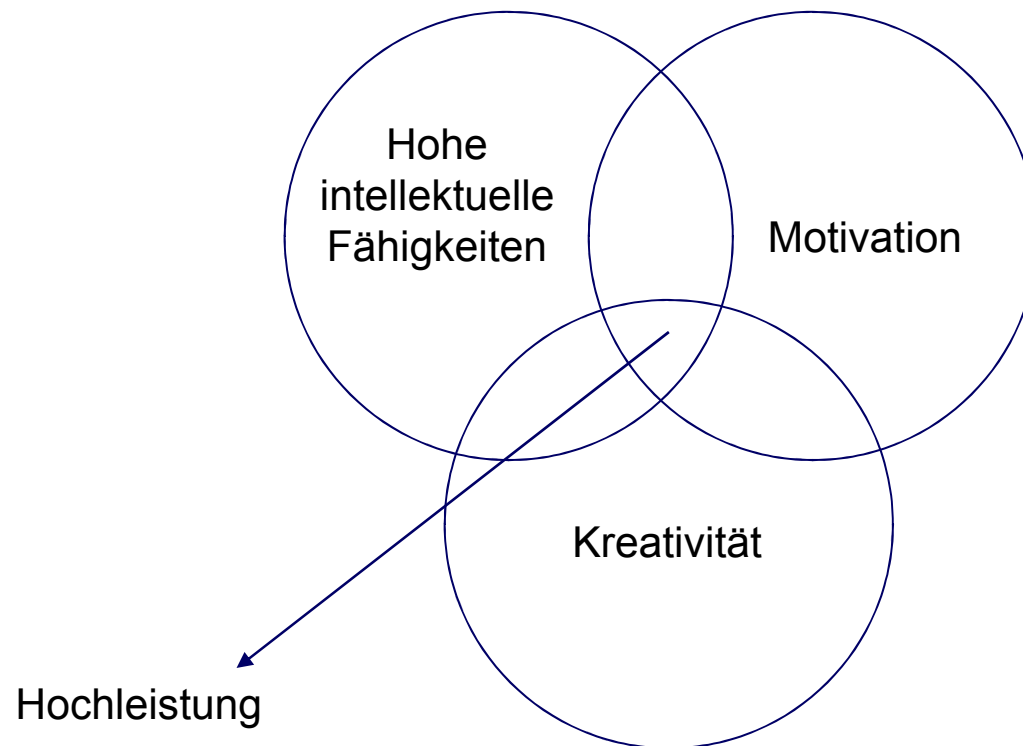 Hohe
intellektuelle
Fähigkeiten
Motivation
Kreativität
Hochleistung